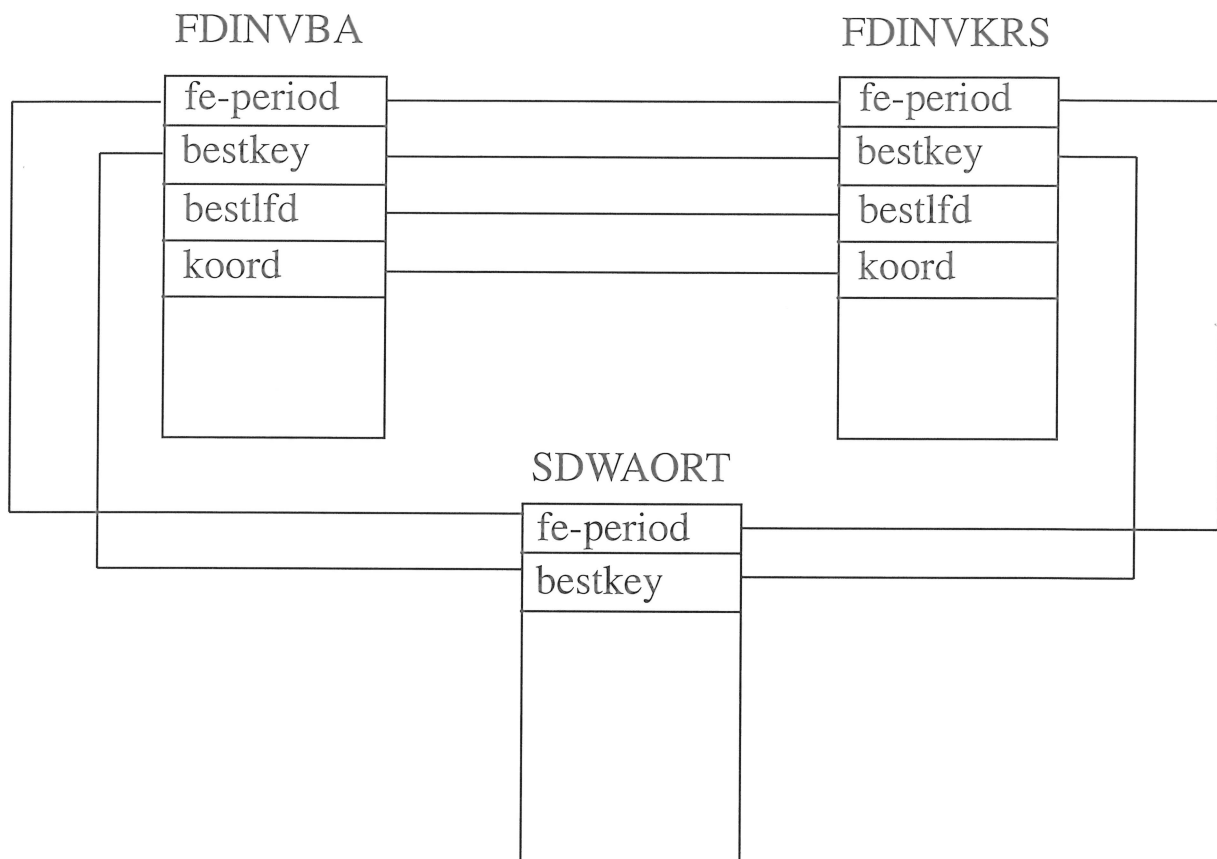 FDINVBA
fe-period
bestkey
bestlfd
koord
FDINVKRS
fe-period
bestkey
bestlfd
koord
SDWAORT
fe-period
bestkey